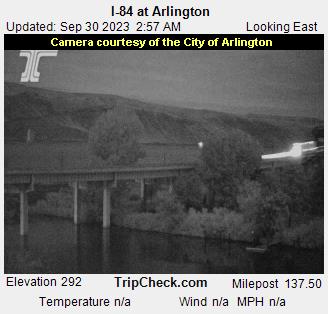 I-84 at Arlington
Updated: Sep 30 2023 2:57 AM Looking East
Camera courtesy of the City of Arlington
Elevation 292 TripCheck.com Milepost 137.50
Temperature n/a Wind n/a MPH n/a